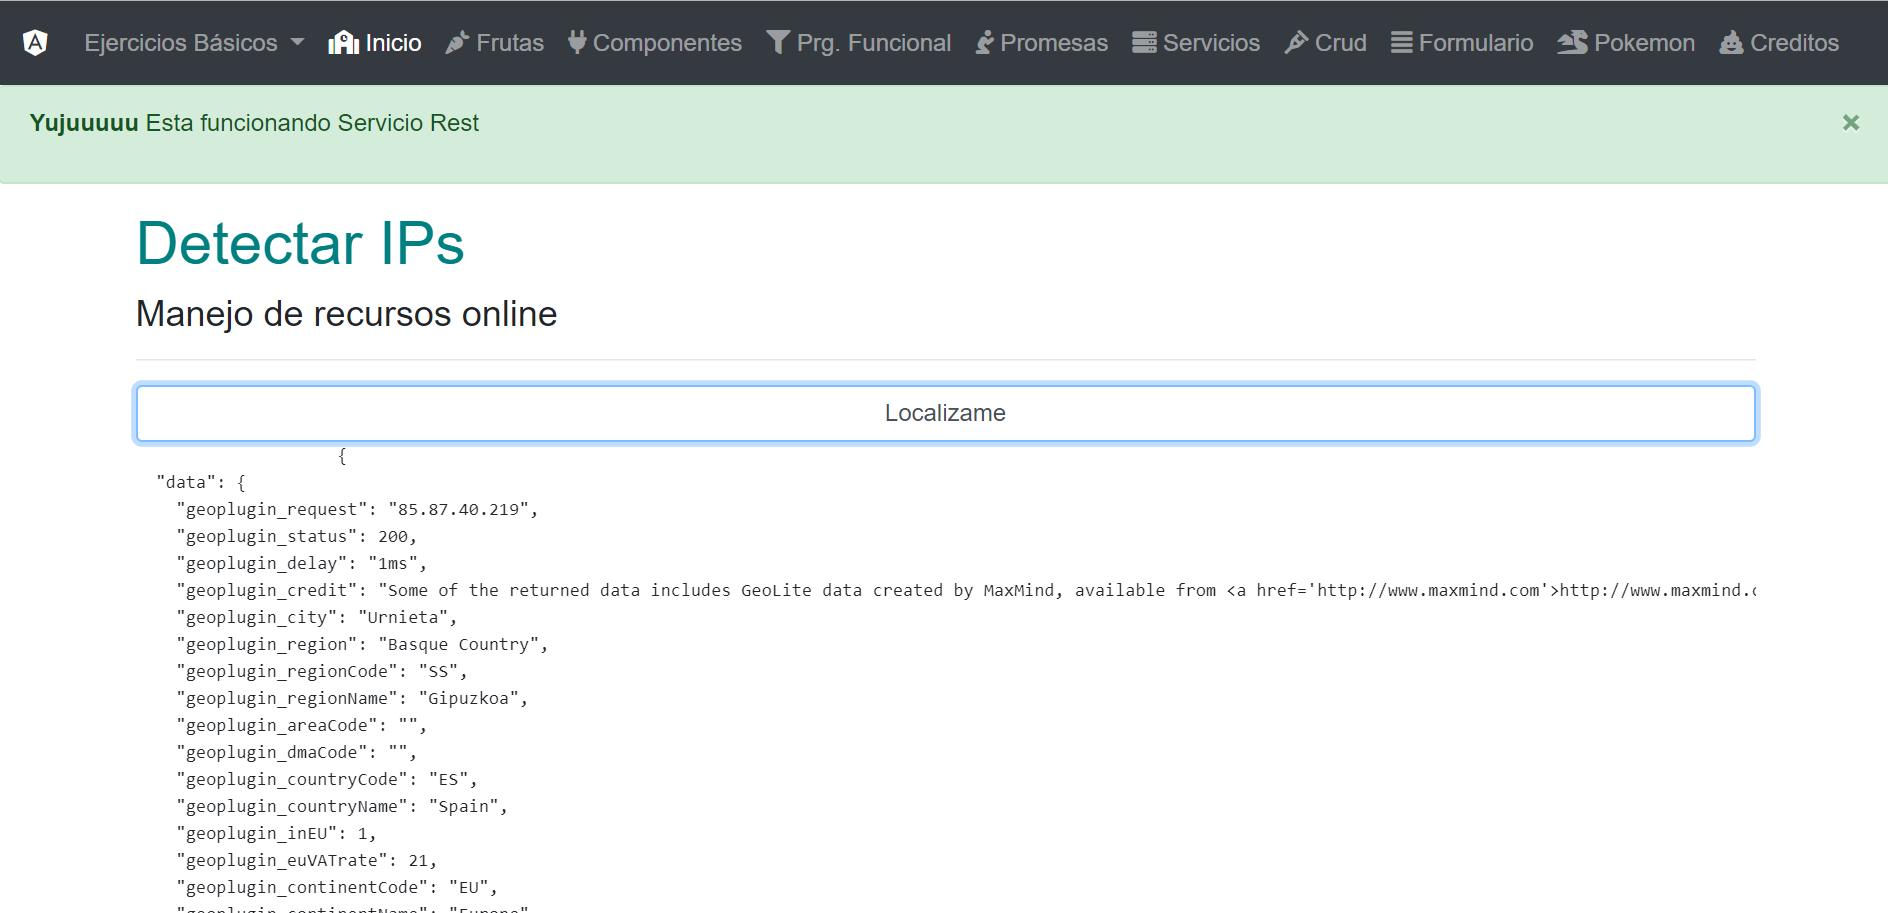 Ejercicios Básicos Inicio Frutas Componentes Prg. Funcional Promesas Servicios Crud Formulario Pokemon Creditos
Yujuuuuu Esta funcionando Servicio Rest ×
Detectar IPs
Manejo de recursos online
Localizame
{
"data": {
"geoplugin_request": "85.87.40.219",
"geoplugin_status": 200,
"geoplugin_delay": "1ms",
"geoplugin_credit": "Some of the returned data includes GeoLite data created by MaxMind, available from <a href='http://www.maxmind.com'>http://www.maxmind.c
"geoplugin_city": "Urnieta",
"geoplugin_region": "Basque Country",
"geoplugin_regionCode": "SS",
"geoplugin_regionName": "Gipuzkoa",
"geoplugin_areaCode": "",
"geoplugin_dmaCode": "",
"geoplugin_countryCode": "ES",
"geoplugin_countryName": "Spain",
"geoplugin_inEU": 1,
"geoplugin_euVATrate": 21,
"geoplugin_continentCode": "EU",
"geoplugin_continentName": "Europe"